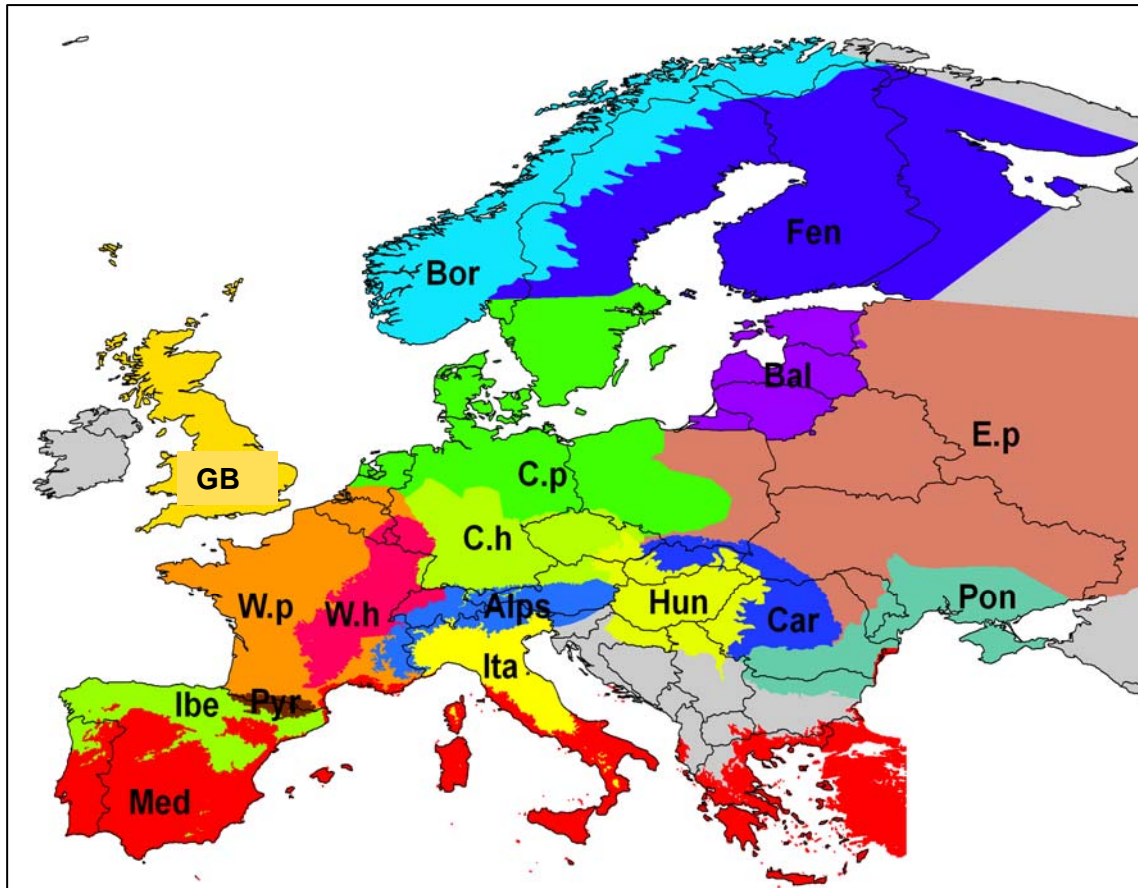 Fen
Bor
Bal
E.p
GB
C.p
C.h
W.p
W.h
Alps
Hun
Car
Pon
Ita
Ibe
Pyr
Med